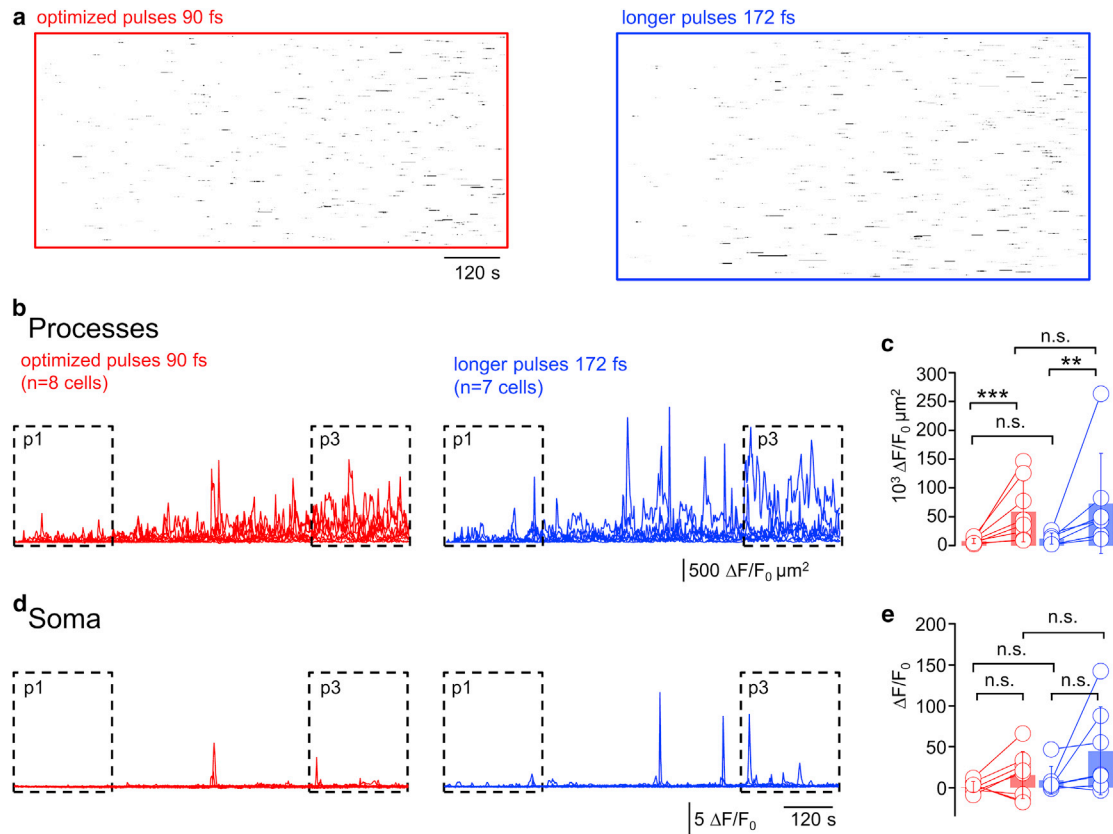 a
optimized pulses 90 fs
longer pulses 172 fs
120 s
b Processes
optimized pulses 90 fs
(n=8 cells)
longer pulses 172 fs
(n=7 cells)
p1
p3
p1
p3
500 ΔF/F₀ µm²
c
n.s.
**
***
n.s.
10³ ΔF/F₀ µm²
300
250
200
150
100
50
0
d Soma
p1
p3
p1
p3
5 ΔF/F₀
120 s
e
n.s.
n.s.
n.s.
n.s.
ΔF/F₀
200
150
100
50
0